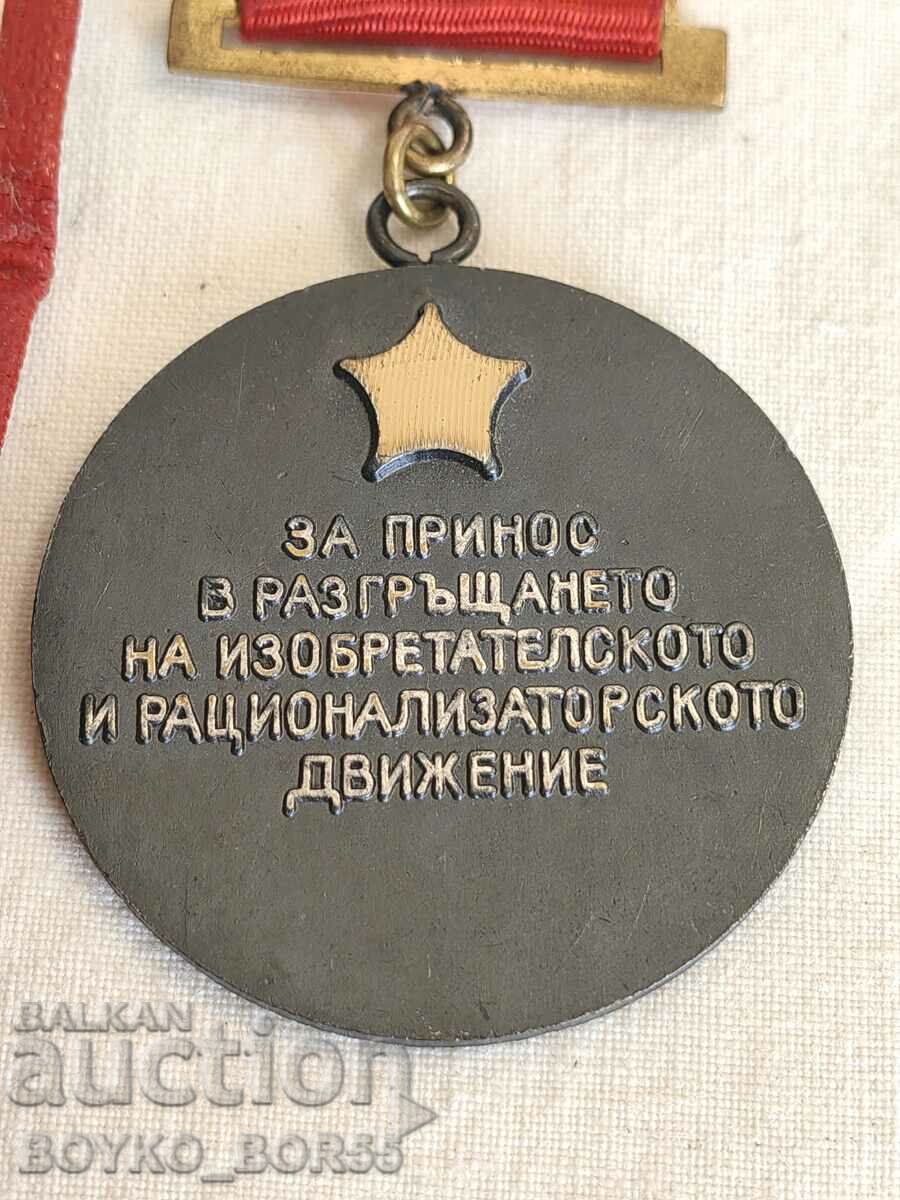 ЗА ПРИНОС
В РАЗГРЪЩАНЕТО
НА ИЗОБРЕТАТЕЛСКОТО
И РАЦИОНАЛИЗАТОРСКОТО
ДВИЖЕНИЕ
BALKAN
auction
BOYKO_BOR55